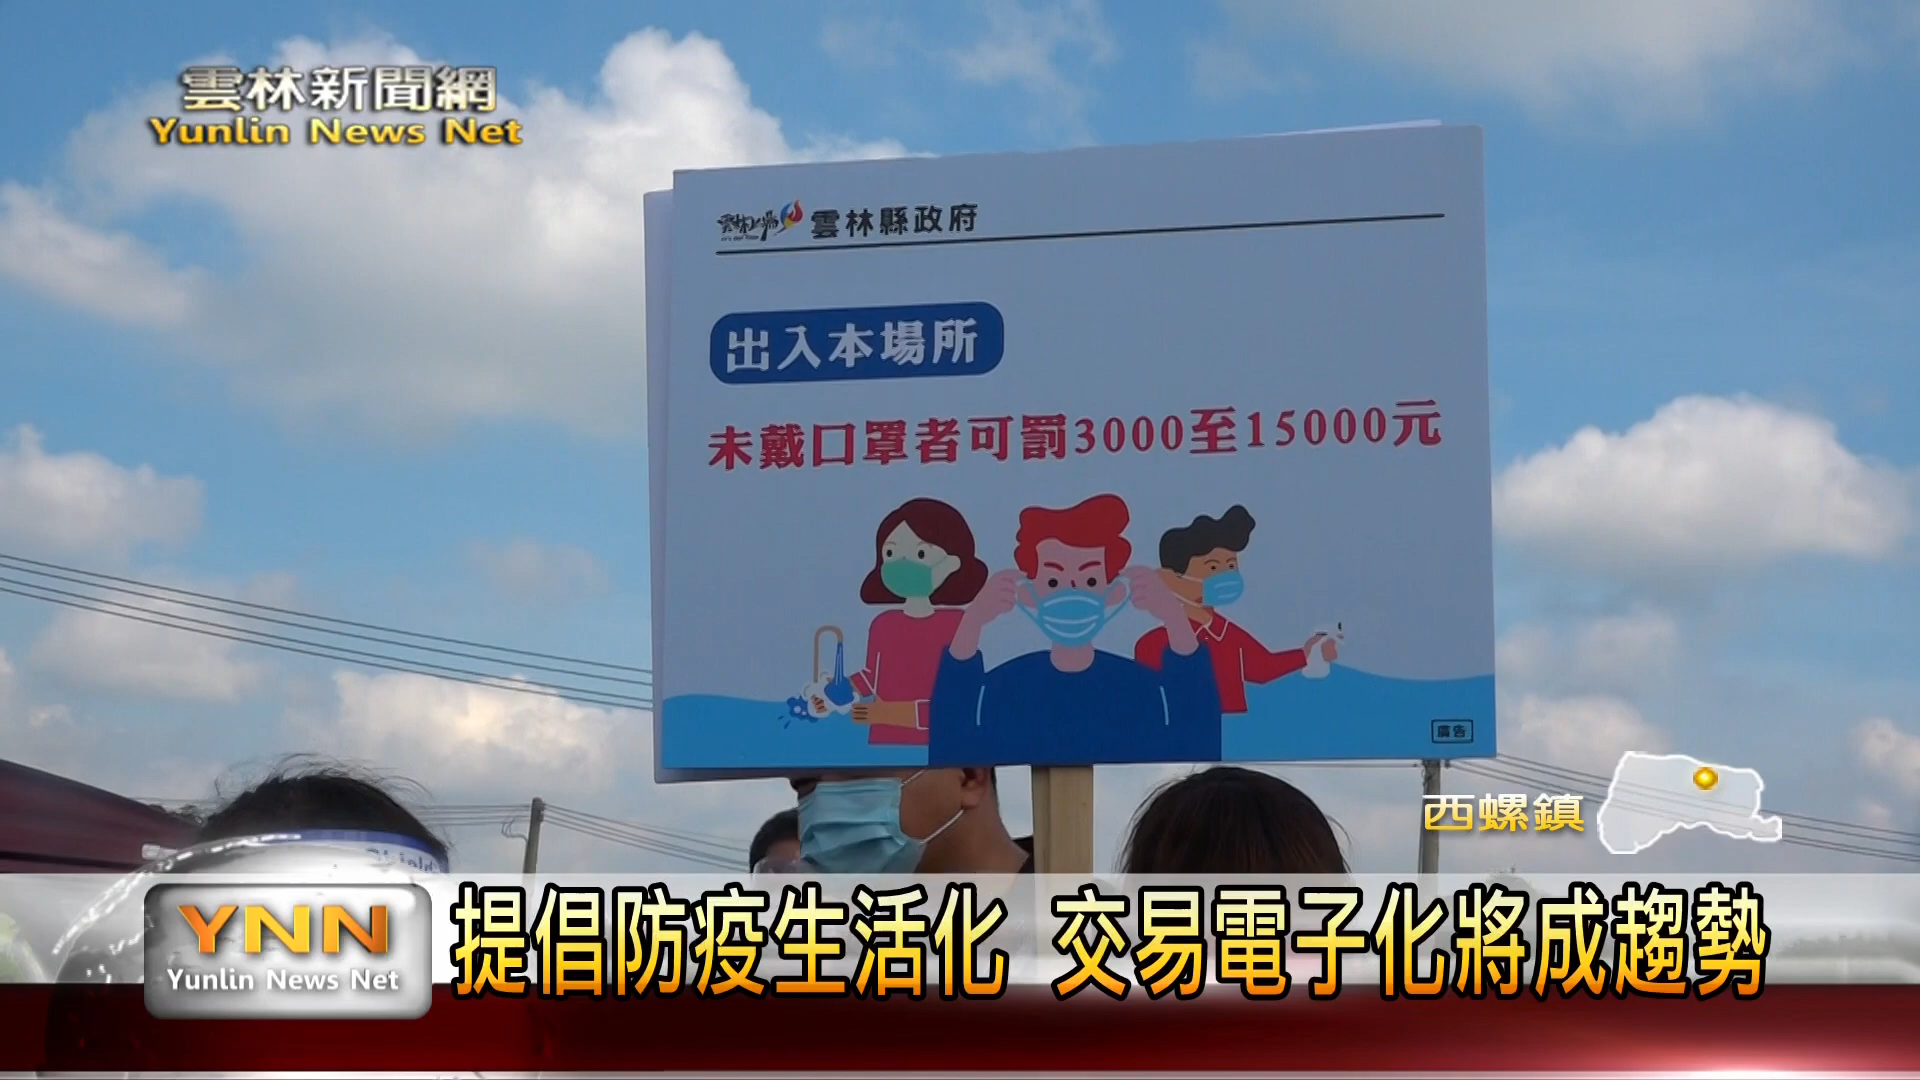 雲林新聞網
Yunlin News Net
雲林縣政府
出入本場所
未戴口罩者可罰3000至15000元
廣告
西螺鎮
YNN
Yunlin News Net
提倡防疫生活化 交易電子化將成趨勢